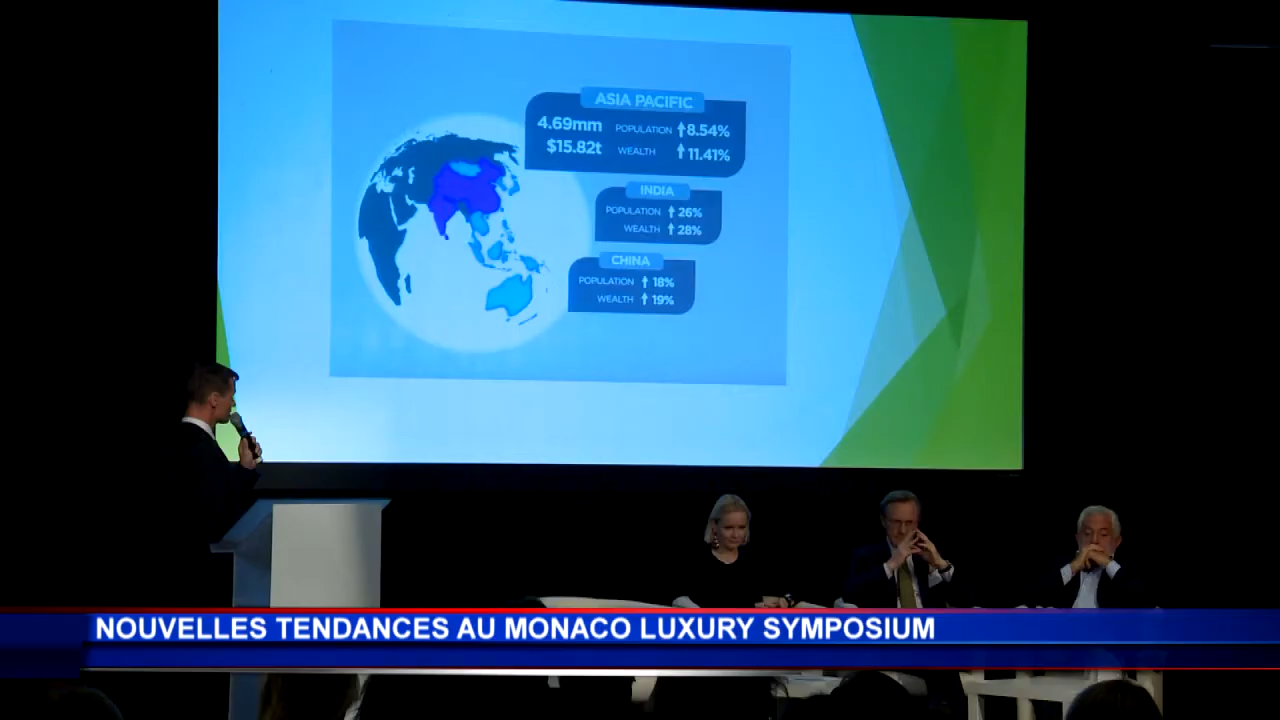 ASIA PACIFIC
4.69mm POPULATION ↑8.54%
$15.82t WEALTH ↑11.41%
INDIA
POPULATION ↑ 26%
WEALTH ↑ 28%
CHINA
POPULATION ↑ 18%
WEALTH ↑ 19%
NOUVELLES TENDANCES AU MONACO LUXURY SYMPOSIUM